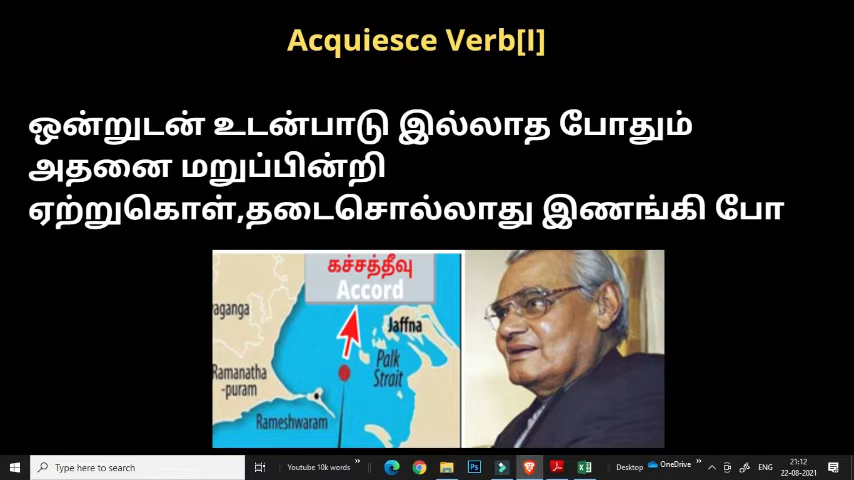 Acquiesce Verb[I]
ஒன்றுடன் உடன்பாடு இல்லாத போதும்
அதனை மறுப்பின்றி
ஏற்றுகொள்,தடைசொல்லாது இணங்கி போ
கச்சத்தீவு
Accord
aganga
Jaffna
Palk
Strait
Ramanatha
-puram
Rameshwaram
Type here to search
Youtube 10k words
»
Desktop
OneDrive
»
ENG
21:12
22-08-2021